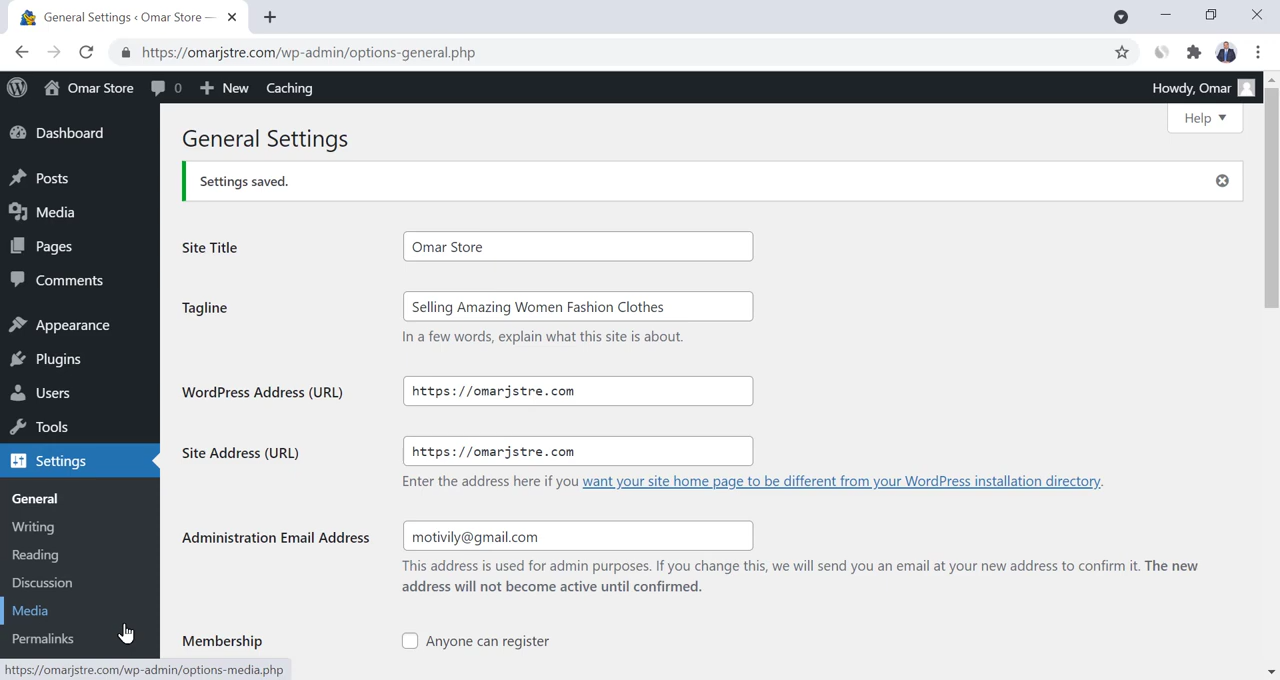 General Settings ‹ Omar Store —
https://omarjstre.com/wp-admin/options-general.php
Omar Store 0 New Caching Howdy, Omar
Help
Dashboard
Posts
Media
Pages
Comments
Appearance
Plugins
Users
Tools
Settings
General
Writing
Reading
Discussion
Media
Permalinks
General Settings
Settings saved.
Site Title Omar Store
Tagline Selling Amazing Women Fashion Clothes
In a few words, explain what this site is about.
WordPress Address (URL) https://omarjstre.com
Site Address (URL) https://omarjstre.com
Enter the address here if you want your site home page to be different from your WordPress installation directory.
Administration Email Address motivily@gmail.com
This address is used for admin purposes. If you change this, we will send you an email at your new address to confirm it. The new
address will not become active until confirmed.
Membership Anyone can register
https://omarjstre.com/wp-admin/options-media.php